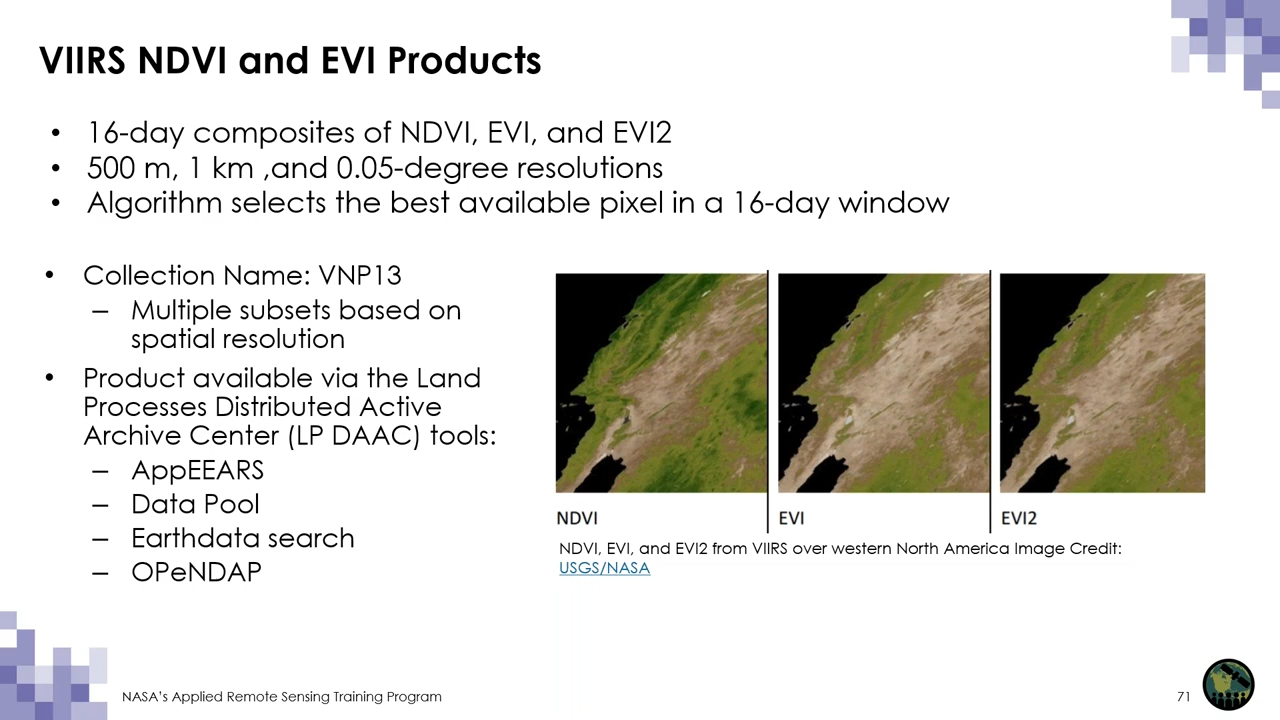 VIIRS NDVI and EVI Products
• 16-day composites of NDVI, EVI, and EVI2
• 500 m, 1 km ,and 0.05-degree resolutions
• Algorithm selects the best available pixel in a 16-day window
• Collection Name: VNP13
– Multiple subsets based on
spatial resolution
• Product available via the Land
Processes Distributed Active
Archive Center (LP DAAC) tools:
– AppEEARS
– Data Pool
– Earthdata search
– OPeNDAP
NDVI
EVI
EVI2
NDVI, EVI, and EVI2 from VIIRS over western North America Image Credit:
USGS/NASA
NASA's Applied Remote Sensing Training Program
71